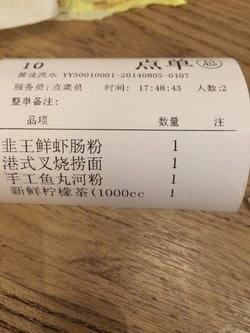 10 点单 总
营业流水 YY50010001-20140805-0107
服务员:点菜员 时间: 17:48:43 人数:2
整单备注:
品项 数量 注
韭王鲜虾肠粉 1
港式叉烧捞面 1
手工鱼丸河粉 1
新鲜柠檬茶(1000cc 1